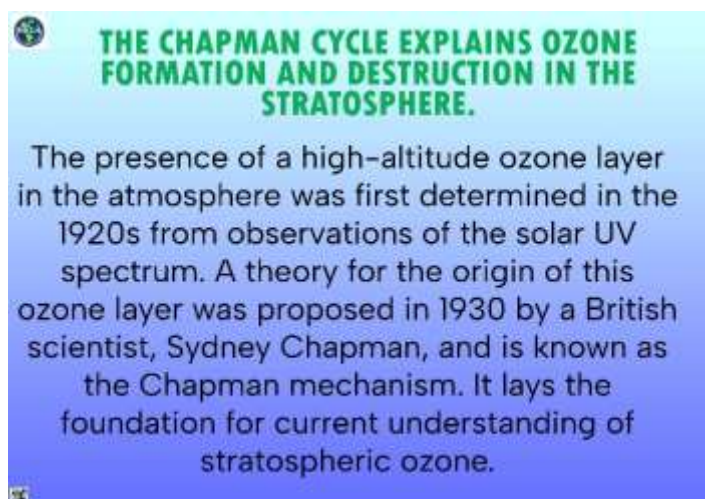 THE CHAPMAN CYCLE EXPLAINS OZONE
FORMATION AND DESTRUCTION IN THE
STRATOSPHERE.
The presence of a high-altitude ozone layer
in the atmosphere was first determined in the
1920s from observations of the solar UV
spectrum. A theory for the origin of this
ozone layer was proposed in 1930 by a British
scientist, Sydney Chapman, and is known as
the Chapman mechanism. It lays the
foundation for current understanding of
stratospheric ozone.